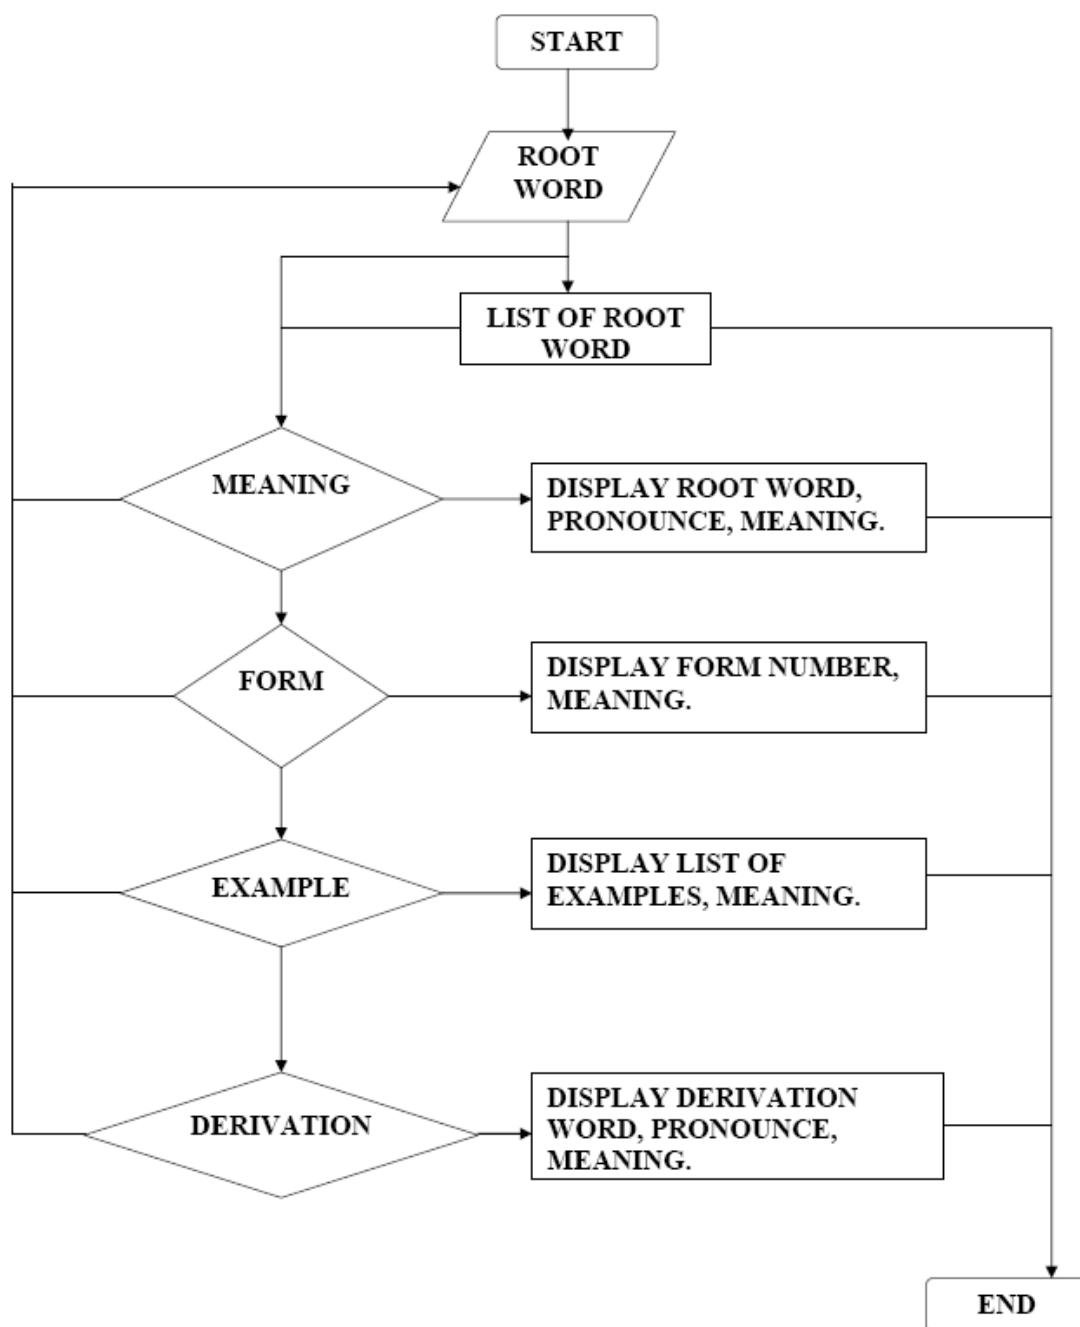 START
ROOT
WORD
LIST OF ROOT
WORD
MEANING
DISPLAY ROOT WORD,
PRONOUNCE, MEANING.
FORM
DISPLAY FORM NUMBER,
MEANING.
EXAMPLE
DISPLAY LIST OF
EXAMPLES, MEANING.
DERIVATION
DISPLAY DERIVATION
WORD, PRONOUNCE,
MEANING.
END